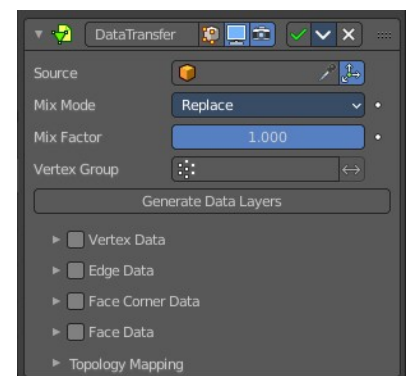 DataTransfer
Source
Mix Mode Replace
Mix Factor 1.000
Vertex Group
Generate Data Layers
Vertex Data
Edge Data
Face Corner Data
Face Data
Topology Mapping